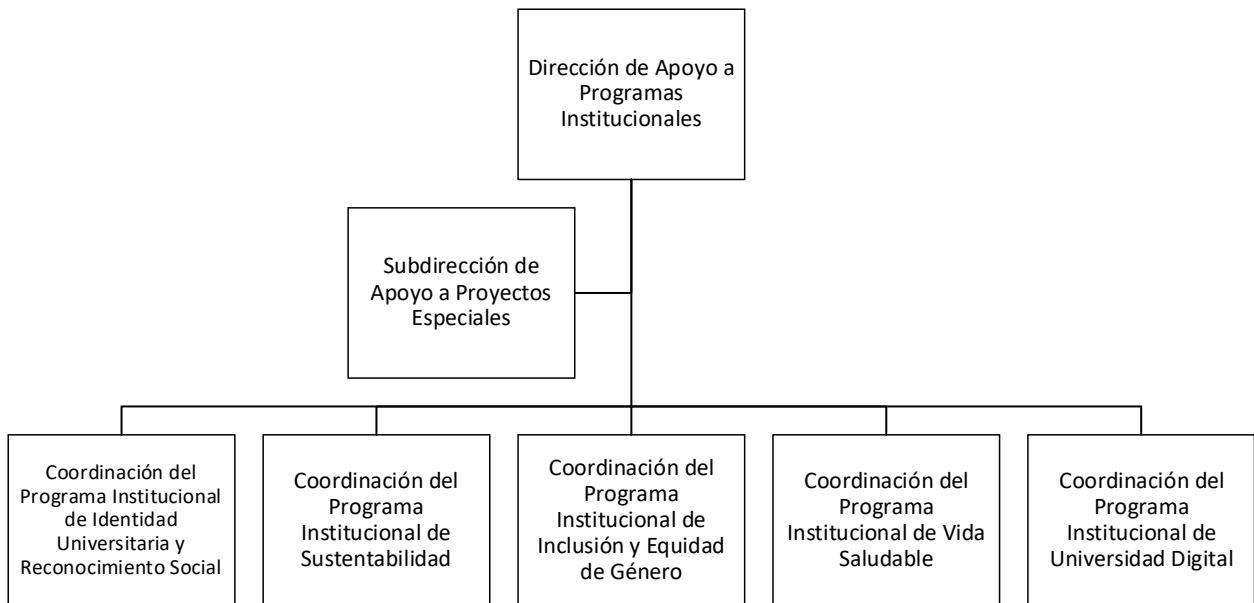 Dirección de Apoyo a
Programas
Institucionales
Subdirección de
Apoyo a Proyectos
Especiales
Coordinación del
Programa Institucional
de Identidad
Universitaria y
Reconocimiento Social
Coordinación del
Programa
Institucional de
Sustentabilidad
Coordinación del
Programa
Institucional de
Inclusión y Equidad
de Género
Coordinación del
Programa
Institucional de Vida
Saludable
Coordinación del
Programa
Institucional de
Universidad Digital